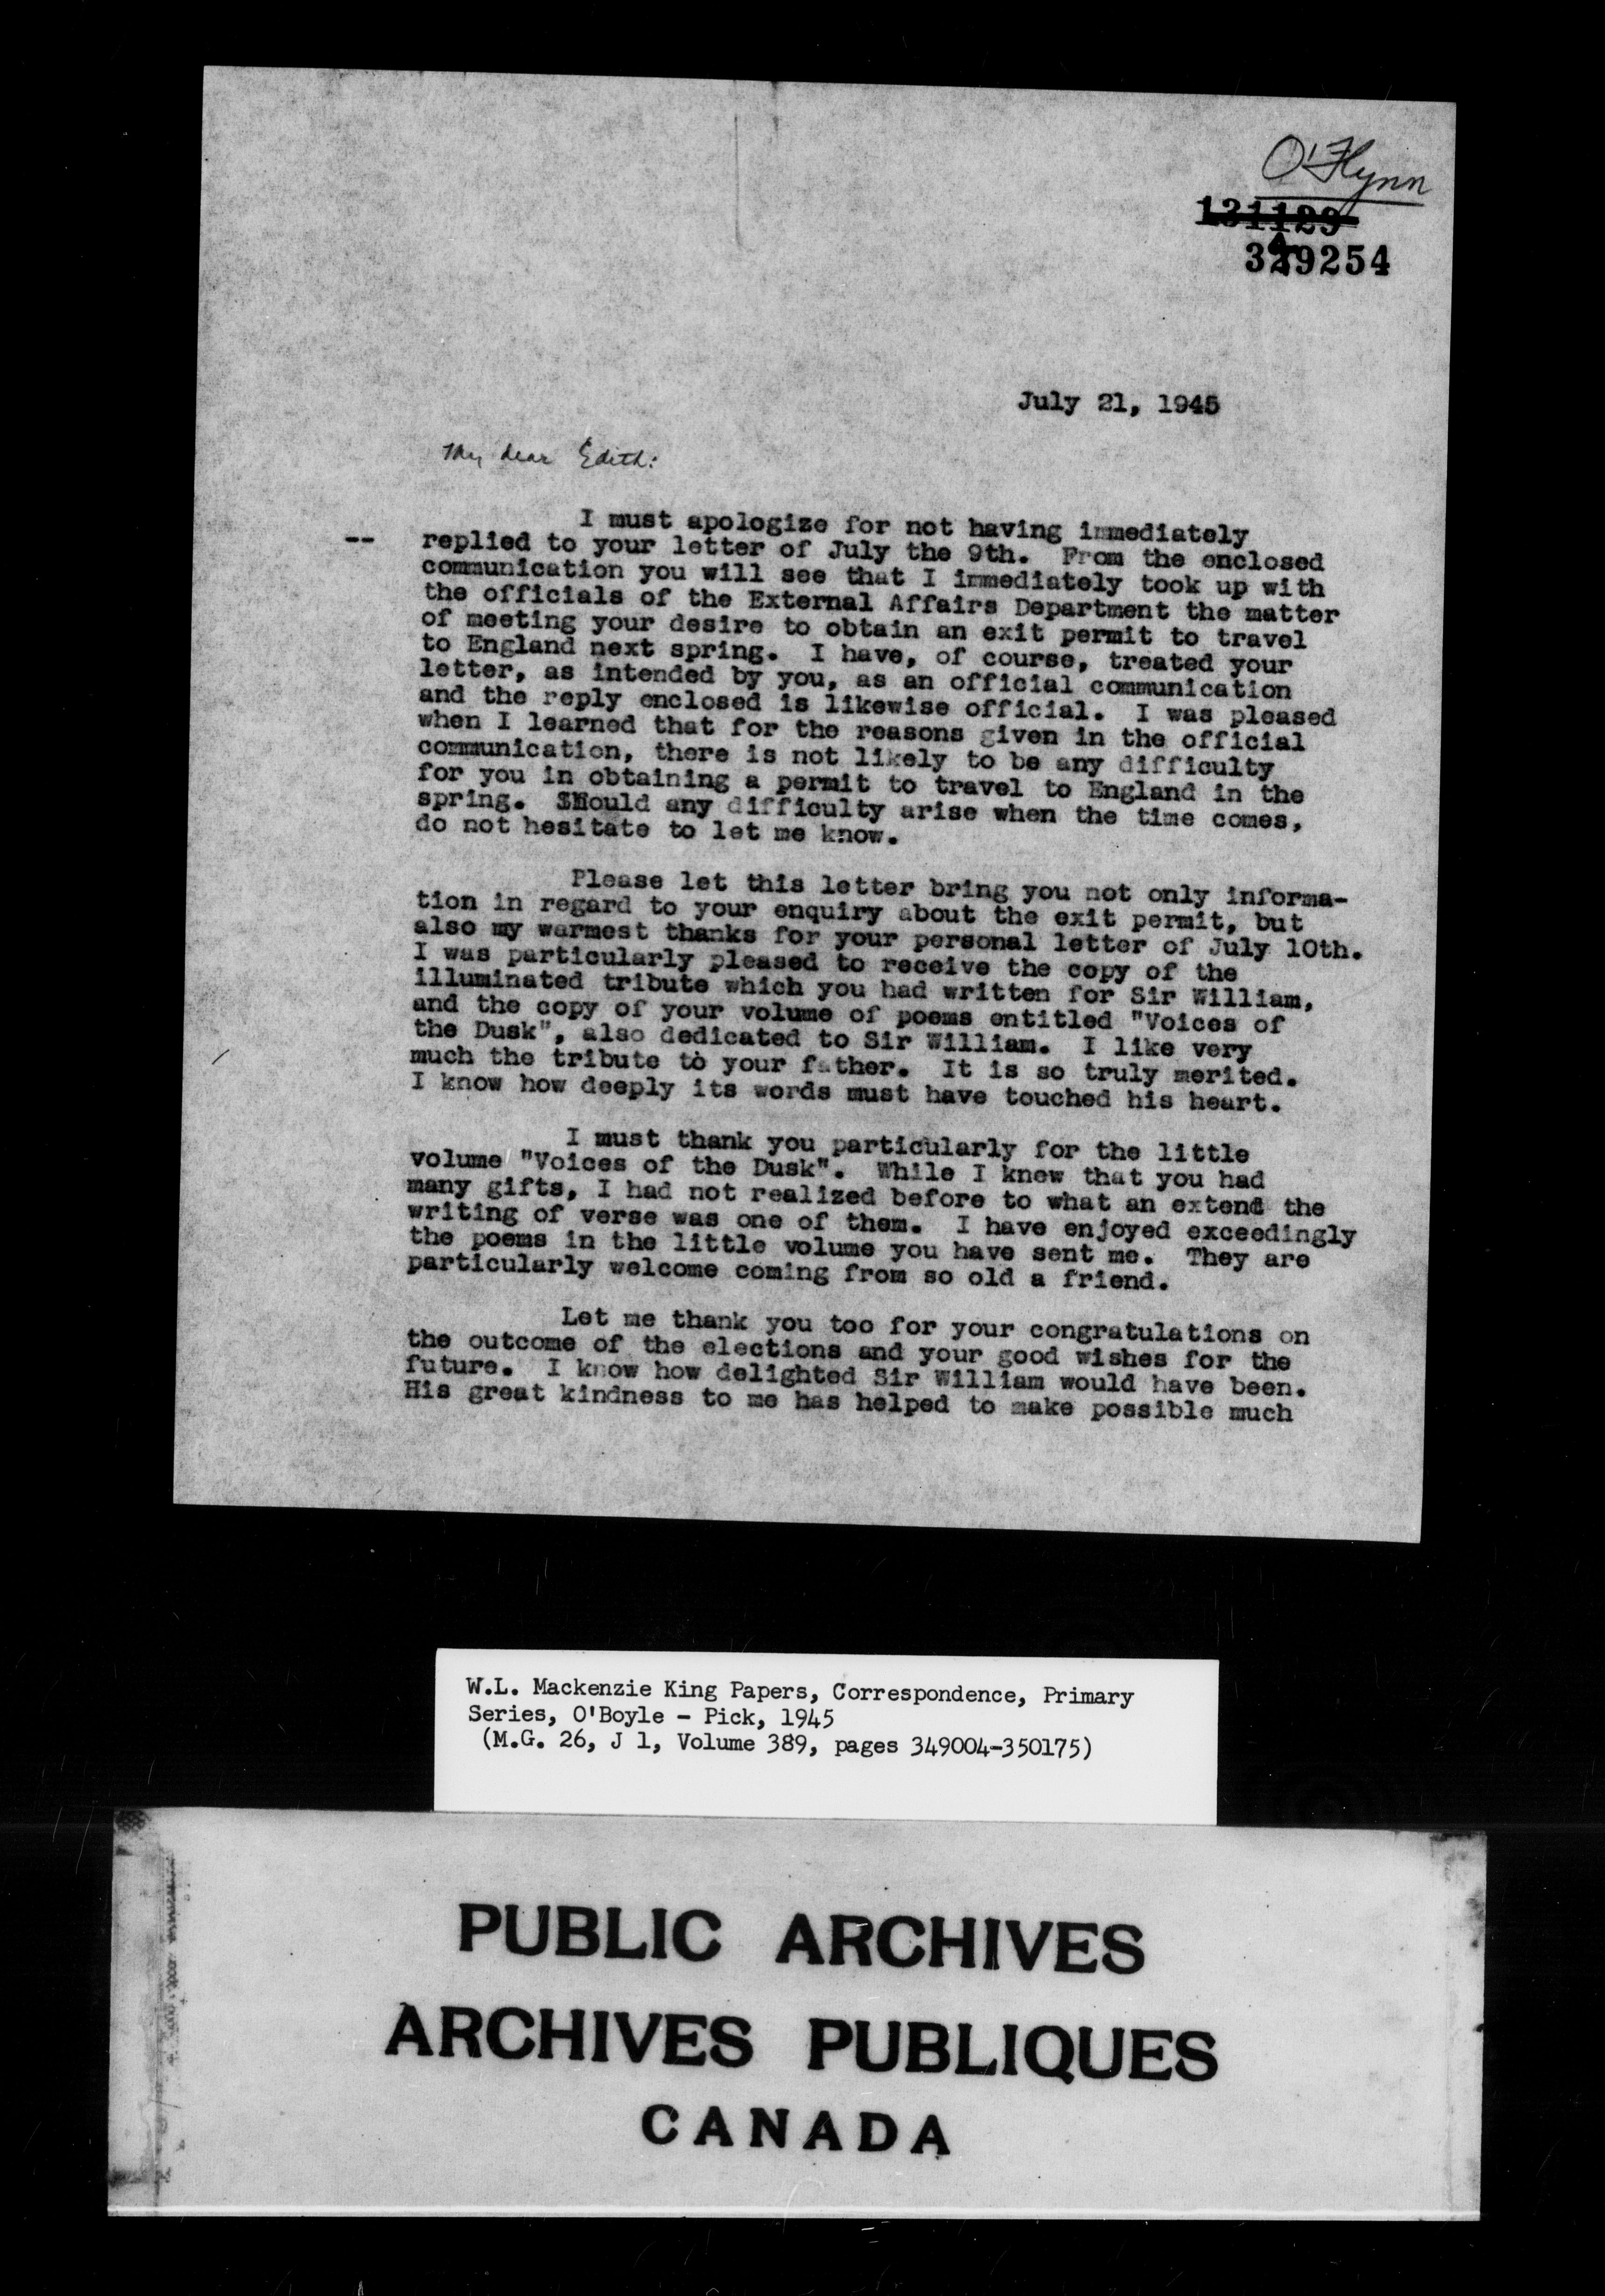 O'Flynn
131129
349254
July 21, 1945
My dear Edith:
I must apologize for not having immediately
-- replied to your letter of July the 9th. From the enclosed
communication you will see that I immediately took up with
the officials of the External Affairs Department the matter
of meeting your desire to obtain an exit permit to travel
to England next spring. I have, of course, treated your
letter, as intended by you, as an official communication
and the reply enclosed is likewise official. I was pleased
when I learned that for the reasons given in the official
communication, there is not likely to be any difficulty
for you in obtaining a permit to travel to England in the
spring. Should any difficulty arise when the time comes,
do not hesitate to let me know.
Please let this letter bring you not only informa-
tion in regard to your enquiry about the exit permit, but
also my warmest thanks for your personal letter of July 10th.
I was particularly pleased to receive the copy of the
illuminated tribute which you had written for Sir William,
and the copy of your volume of poems entitled "Voices of
the Dusk", also dedicated to Sir William. I like very
much the tribute to your father. It is so truly merited.
I know how deeply its words must have touched his heart.
I must thank you particularly for the little
volume "Voices of the Dusk". While I knew that you had
many gifts, I had not realized before to what an extend the
writing of verse was one of them. I have enjoyed exceedingly
the poems in the little volume you have sent me. They are
particularly welcome coming from so old a friend.
Let me thank you too for your congratulations on
the outcome of the elections and your good wishes for the
future. I know how delighted Sir William would have been.
His great kindness to me has helped to make possible much
W.L. Mackenzie King Papers, Correspondence, Primary
Series, O'Boyle - Pick, 1945
(M.G. 26, J 1, Volume 389, pages 349004-350175)
PUBLIC ARCHIVES
ARCHIVES PUBLIQUES
CANADA